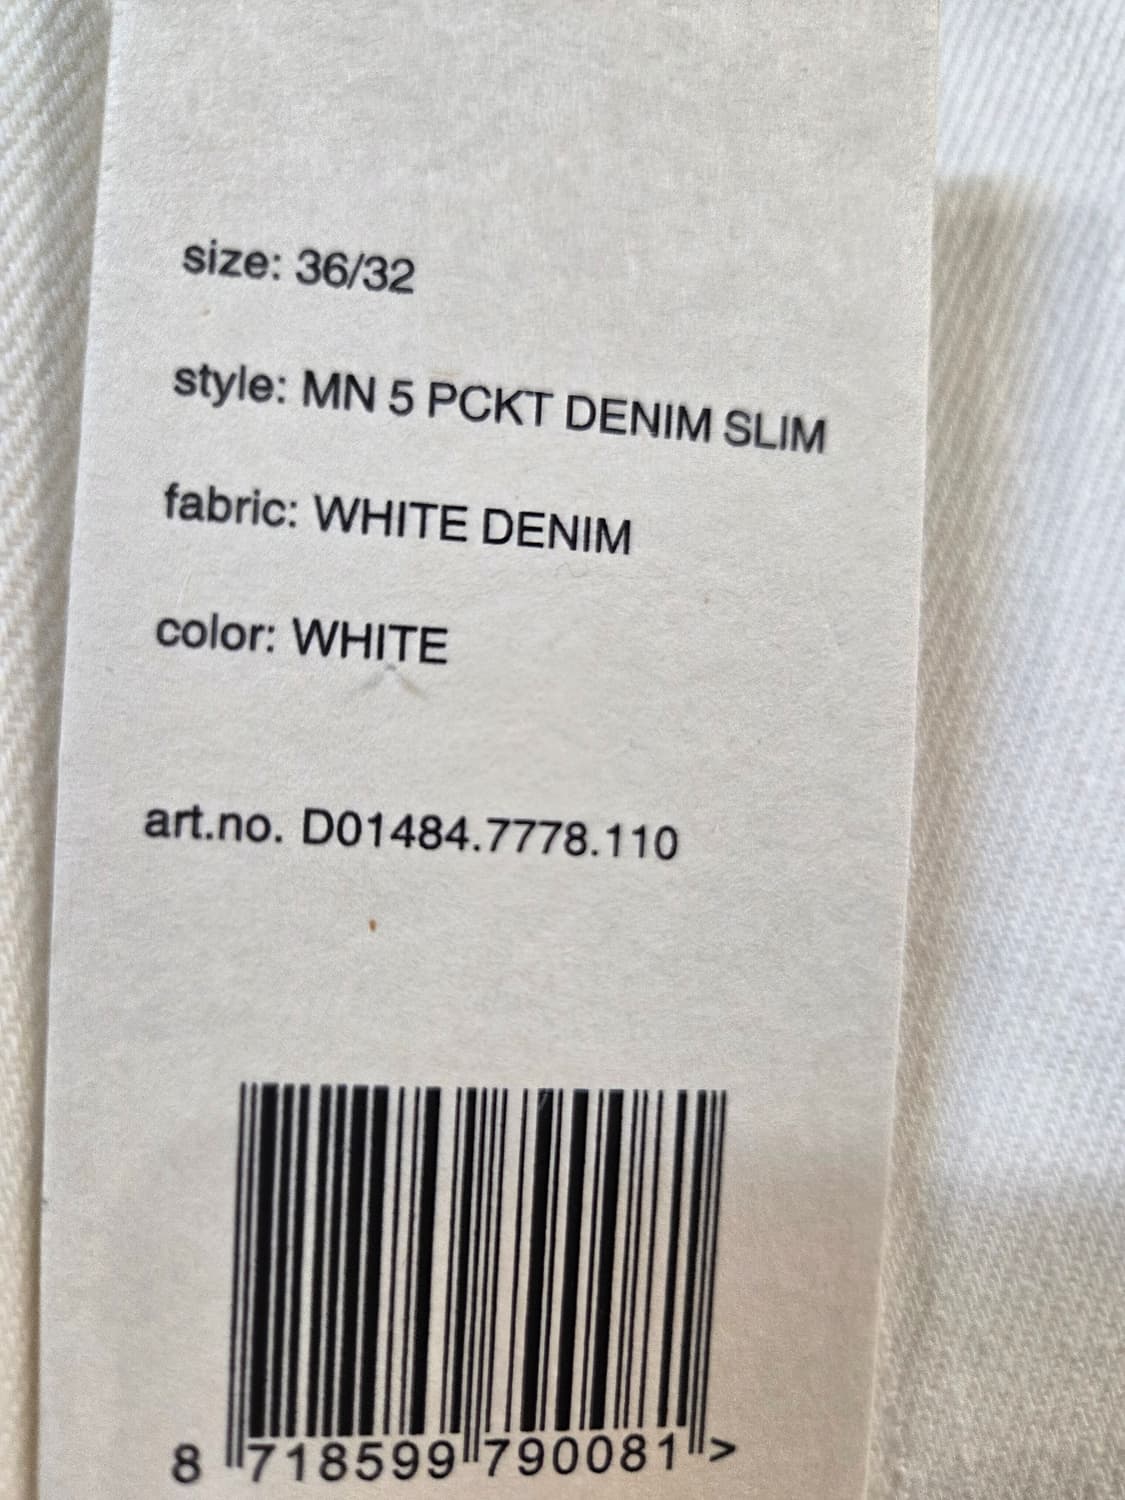 size: 36/32
style: MN 5 PCKT DENIM SLIM
fabric: WHITE DENIM
color: WHITE
art.no. D01484.7778.110
8 718599 790081 >